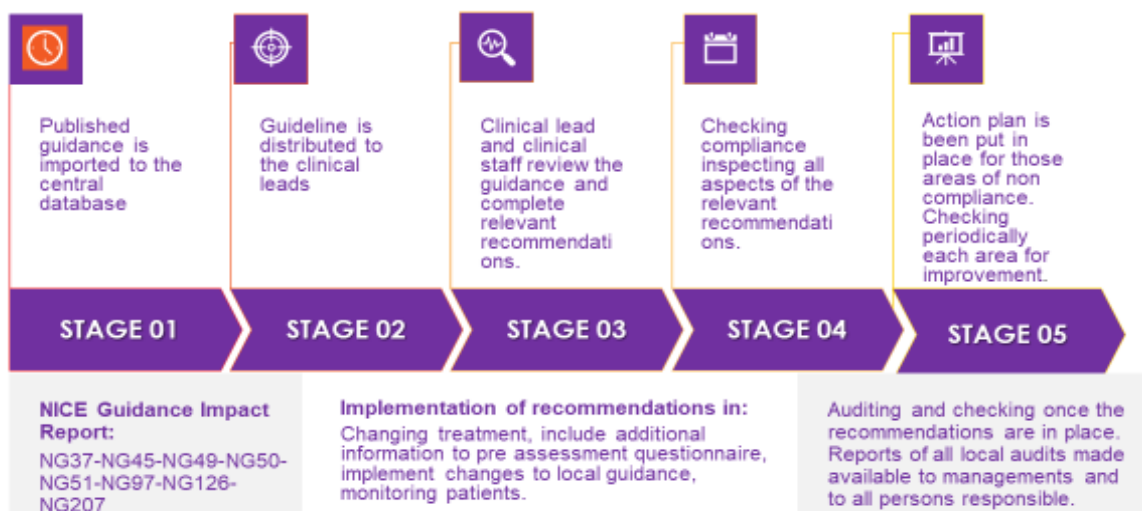 Published
guidance is
imported to the
central
database
Guideline is
distributed to
the clinical
leads
Clinical lead
and clinical
staff review the
guidance and
complete
relevant
recommendati
ons.
Checking
compliance
inspecting all
aspects of the
relevant
recommendati
ons.
Action plan is
been put in
place for those
areas of non
compliance.
Checking
periodically
each area for
improvement.
STAGE 01
STAGE 02
STAGE 03
STAGE 04
STAGE 05
NICE Guidance Impact
Report:
NG37-NG45-NG49-NG50-
NG51-NG97-NG126-
NG207
Implementation of recommendations in:
Changing treatment, include additional
information to pre assessment questionnaire,
implement changes to local guidance,
monitoring patients.
Auditing and checking once the
recommendations are in place.
Reports of all local audits made
available to managements and
to all persons responsible.